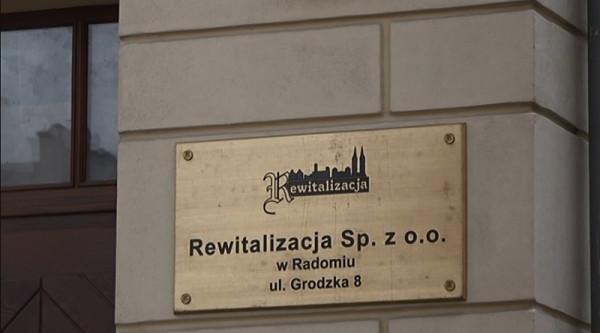 Rewitalizacja
Rewitalizacja Sp. z o.o.
w Radomiu
ul. Grodzka 8